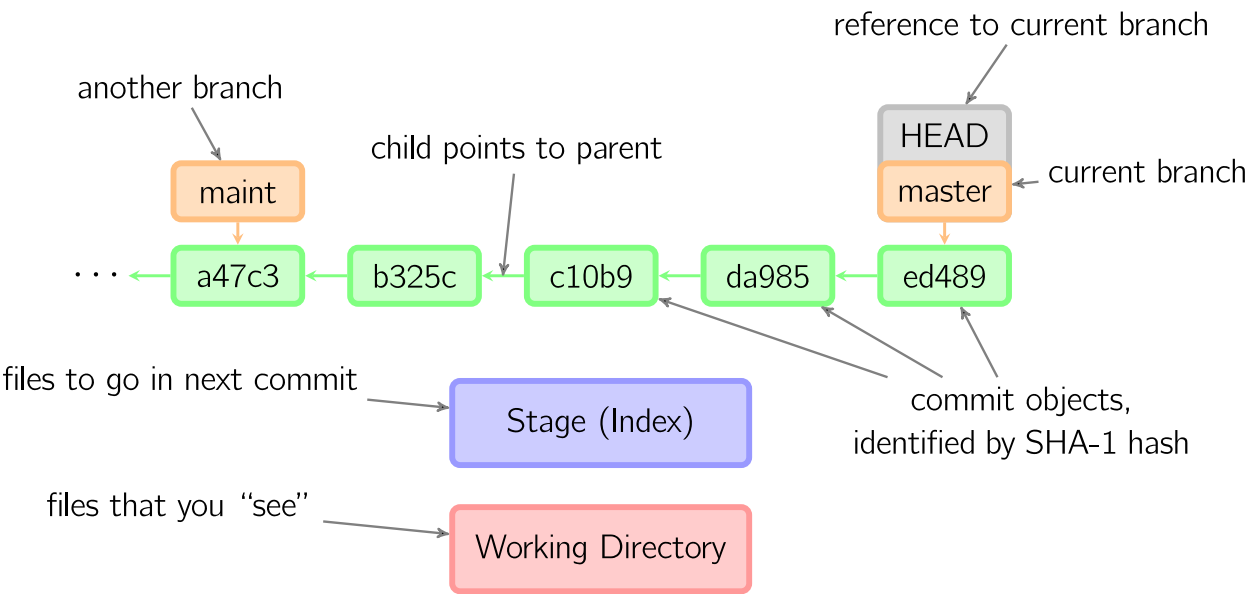 reference to current branch
another branch
HEAD
child points to parent
current branch
maint
master
...
a47c3
b325c
c10b9
da985
ed489
files to go in next commit
Stage (Index)
commit objects,
identified by SHA-1 hash
files that you “see”
Working Directory